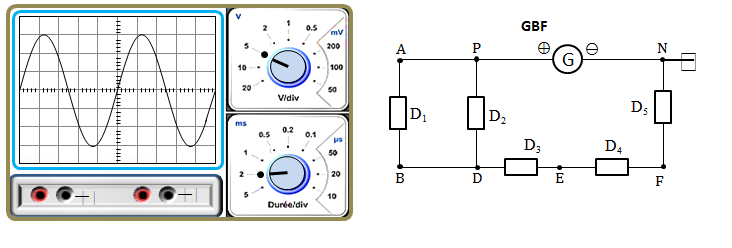 V
5 2 1 0.5 mV
10 200
20 100
50
V/div
ms
1 0.5 0.2 0.1 µs
2 50
5 20
10
Durée/div
GBF
A P ⊕ G ⊖ N
D1 D2 D5
D3 D4
B D E F